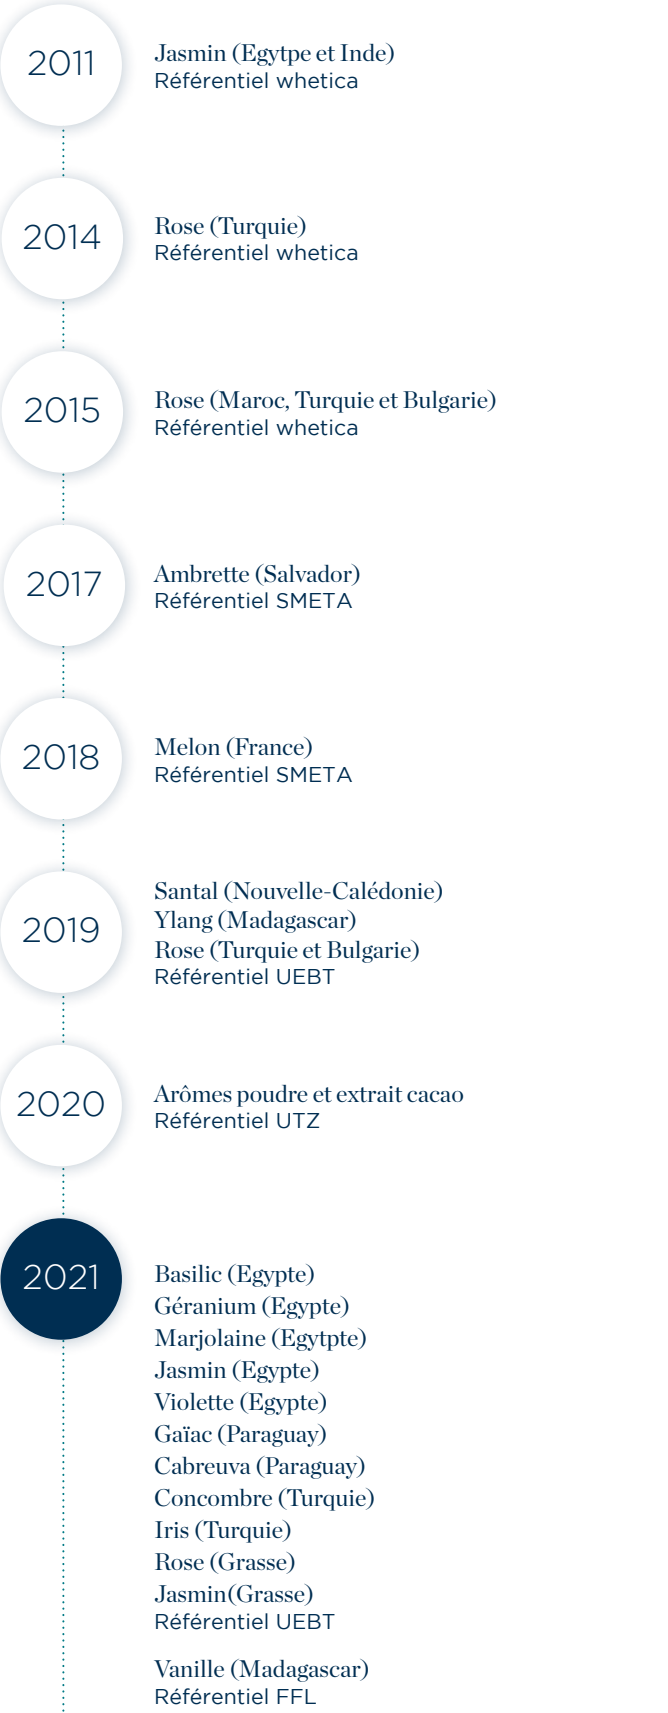 2011
Jasmin (Egytpe et Inde)
Référentiel whetica
2014
Rose (Turquie)
Référentiel whetica
2015
Rose (Maroc, Turquie et Bulgarie)
Référentiel whetica
2017
Ambrette (Salvador)
Référentiel SMETA
2018
Melon (France)
Référentiel SMETA
2019
Santal (Nouvelle-Calédonie)
Ylang (Madagascar)
Rose (Turquie et Bulgarie)
Référentiel UEBT
2020
Arômes poudre et extrait cacao
Référentiel UTZ
2021
Basilic (Egypte)
Géranium (Egypte)
Marjolaine (Egytpte)
Jasmin (Egypte)
Violette (Egypte)
Gaïac (Paraguay)
Cabreuva (Paraguay)
Concombre (Turquie)
Iris (Turquie)
Rose (Grasse)
Jasmin(Grasse)
Référentiel UEBT
Vanille (Madagascar)
Référentiel FFL